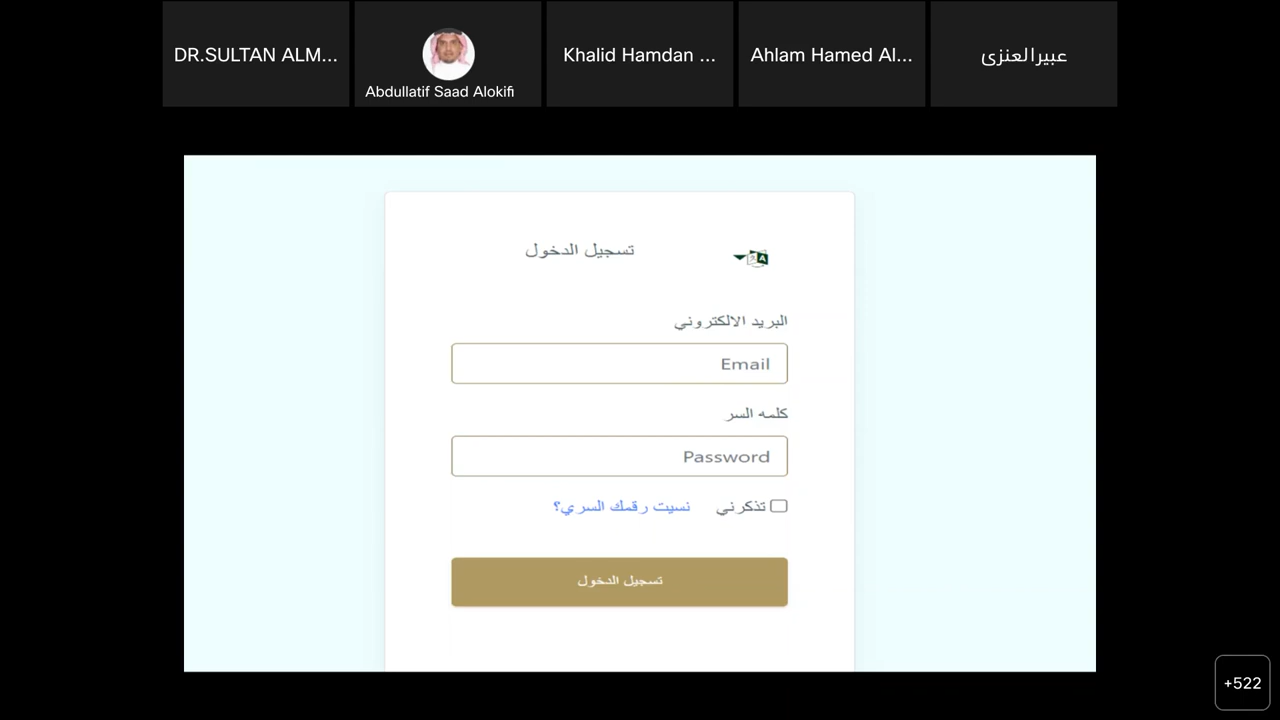 DR.SULTAN ALM...
Abdullatif Saad Alokifi
Khalid Hamdan ...
Ahlam Hamed Al...
عبيرالعنزى
تسجيل الدخول
البريد الالكتروني
Email
كلمه السر
Password
تذكرني نسيت رقمك السري؟
تسجيل الدخول
+522